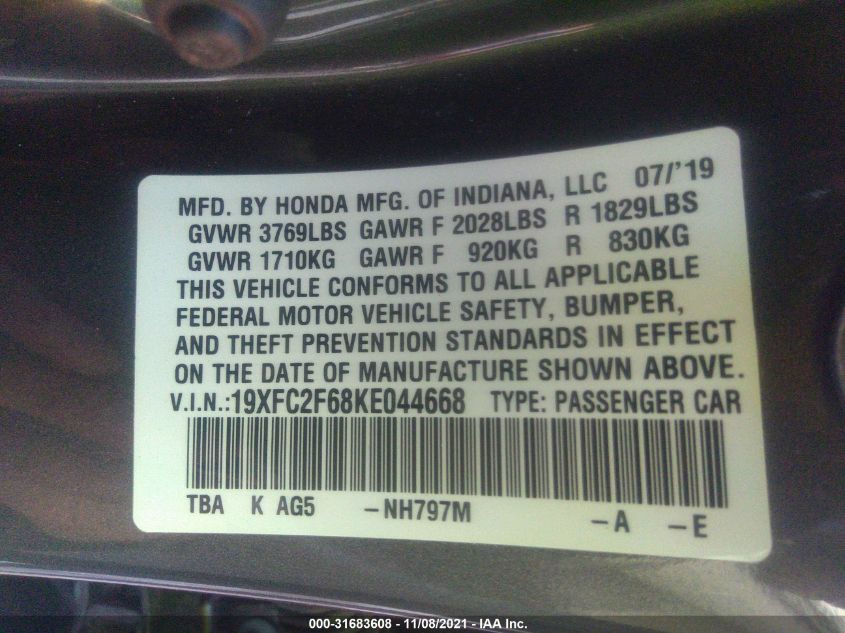 MFD. BY HONDA MFG. OF INDIANA, LLC 07/'19
GVWR 3769LBS GAWR F 2028LBS R 1829LBS
GVWR 1710KG GAWR F 920KG R 830KG
THIS VEHICLE CONFORMS TO ALL APPLICABLE
FEDERAL MOTOR VEHICLE SAFETY, BUMPER,
AND THEFT PREVENTION STANDARDS IN EFFECT
ON THE DATE OF MANUFACTURE SHOWN ABOVE.
V.I.N.:19XFC2F68KE044668 TYPE: PASSENGER CAR
TBA K AG5 –NH797M –A –E
000-31683608 - 11/08/2021 - IAA Inc.